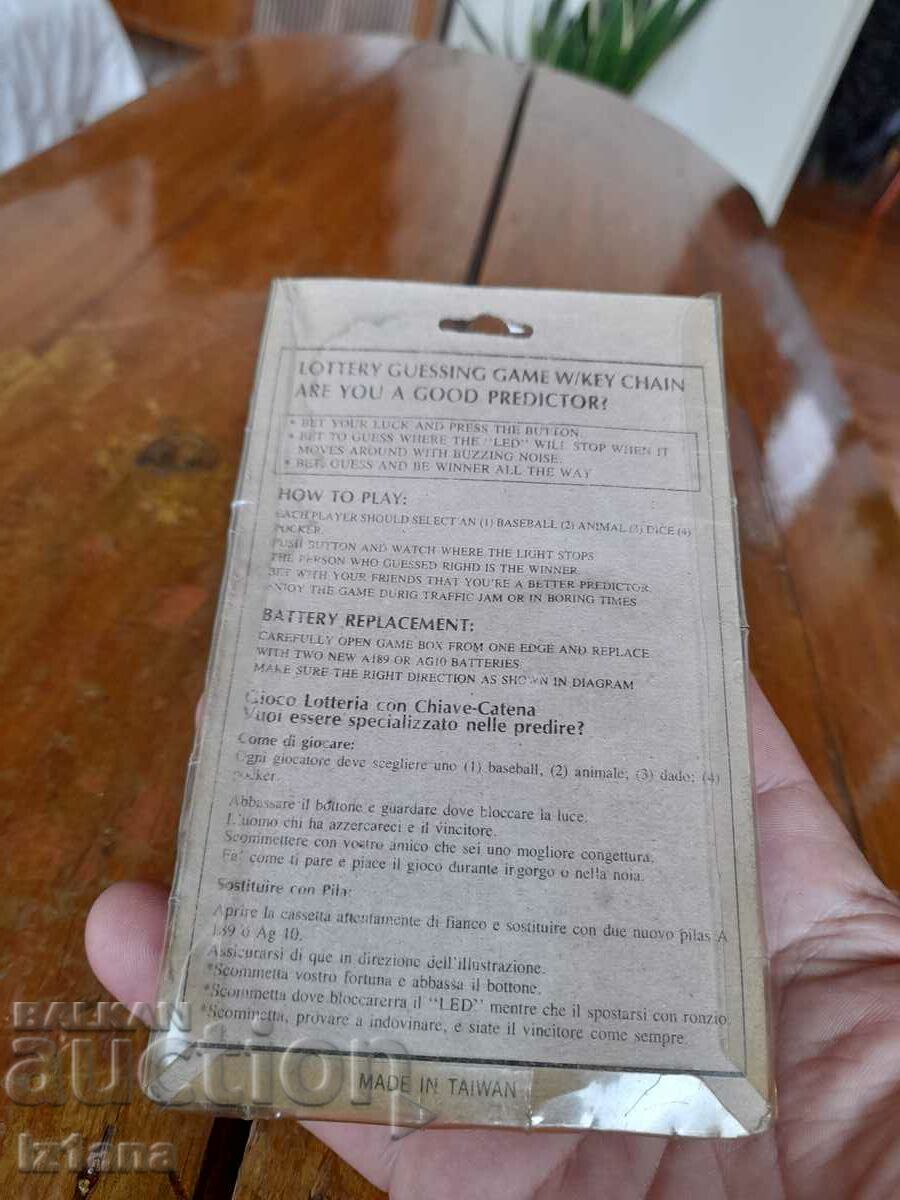 LOTTERY GUESSING GAME W/KEY CHAIN
ARE YOU A GOOD PREDICTOR?
* BET YOUR LUCK AND PRESS THE BUTTON.
* BET TO GUESS WHERE THE "LED" WILL STOP WHEN IT
MOVES AROUND WITH BUZZING NOISE.
* BET, GUESS AND BE WINNER ALL THE WAY
HOW TO PLAY:
EACH PLAYER SHOULD SELECT AN (1) BASEBALL (2) ANIMAL (3) DICE (4)
POCKER.
PUSH BUTTON AND WATCH WHERE THE LIGHT STOPS
THE PERSON WHO GUESSED RIGHD IS THE WINNER.
BET WITH YOUR FRIENDS THAT YOU'RE A BETTER PREDICTOR.
ENJOY THE GAME DURIG TRAFFIC JAM OR IN BORING TIMES
BATTERY REPLACEMENT:
CAREFULLY OPEN GAME BOX FROM ONE EDGE AND REPLACE
WITH TWO NEW A189 OR AG10 BATTERIES
MAKE SURE THE RIGHT DIRECTION AS SHOWN IN DIAGRAM
Gioco Lotteria con Chiave-Catena
Vuoi essere specializzato nelle predire?
Come di giocare:
Ogni giocatore deve scegliere uno (1) baseball, (2) animale; (3) dado; (4)
pocker.
Abbassare il bottone e guardare dove bloccare la luce.
L'uomo chi ha azzercareci e il vincitore.
Scommettere con vostro amico che sei uno mogliore congettura.
Fa' come ti pare e piace il gioco durante ingorgo o nella noia.
Sostituire con Pila:
Aprire la cassetta attentamente di fianco e sostituire con due nuovo pilas A
189 ó Ag 10.
Assicurarsi di que in direzione dell'illustrazione.
*Scommetta vostro fortuna e abbassa il bottone.
*Scommetta dove bloccarerra il "LED" mentre che il spostarsi con ronzio
*Scommetta, provare a indovinare, e siate il vincitore come sempre.
MADE IN TAIWAN
BALKAN
auction
Iz1ana